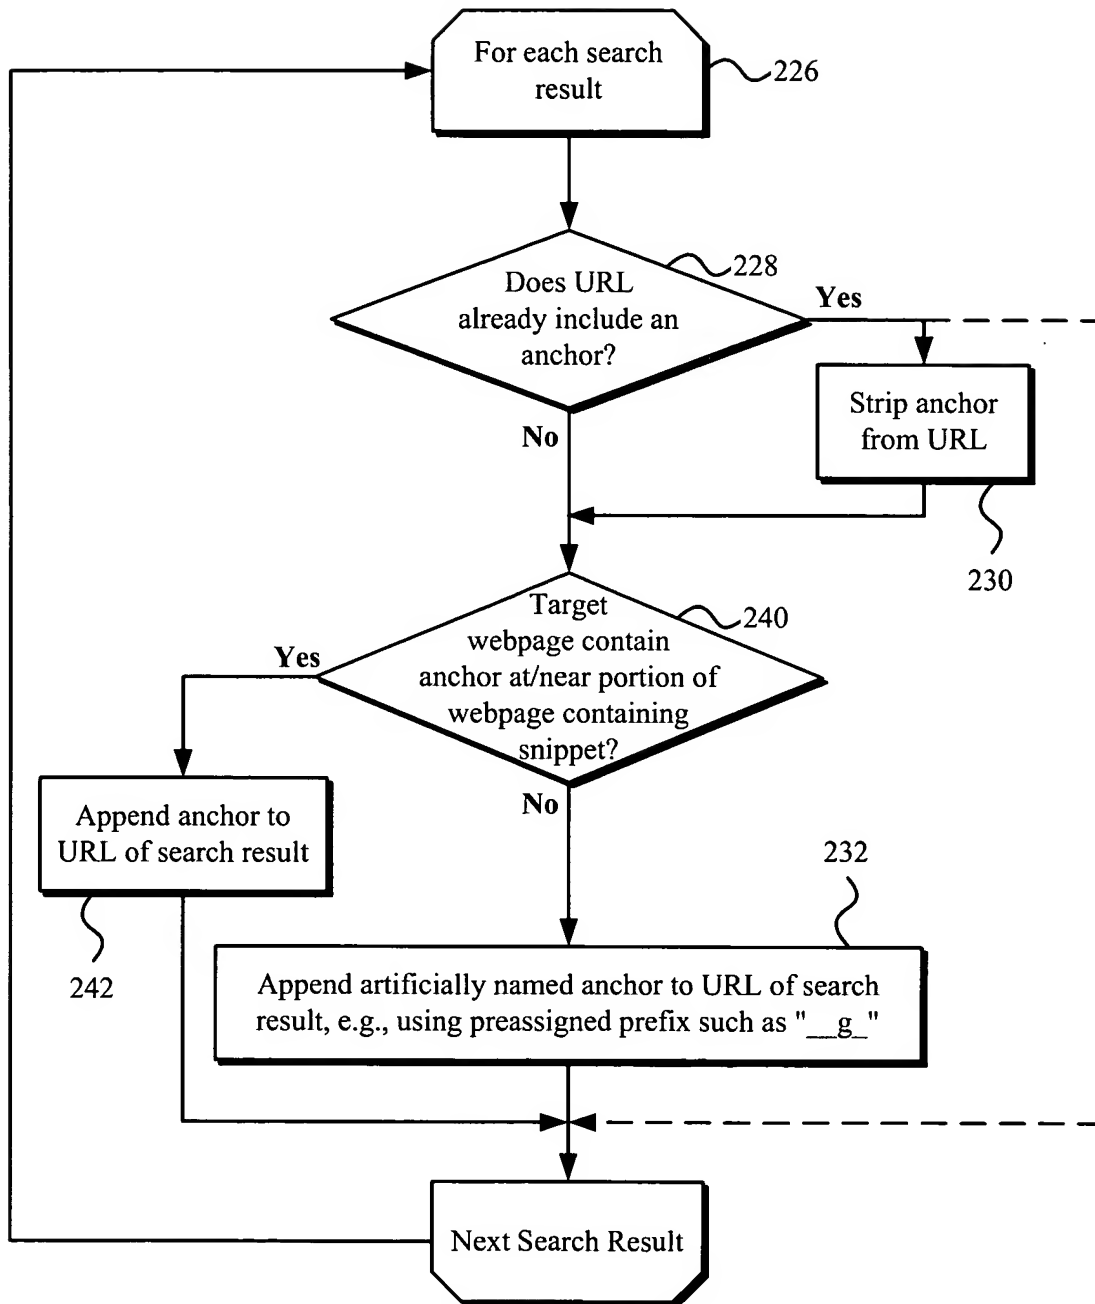 For each search
result
226
228
Does URL
already include an
anchor?
Yes
Strip anchor
from URL
No
230
Target
webpage contain
anchor at/near portion of
webpage containing
snippet?
240
Yes
No
Append anchor to
URL of search result
242
232
Append artificially named anchor to URL of search
result, e.g., using preassigned prefix such as "__g_"
Next Search Result